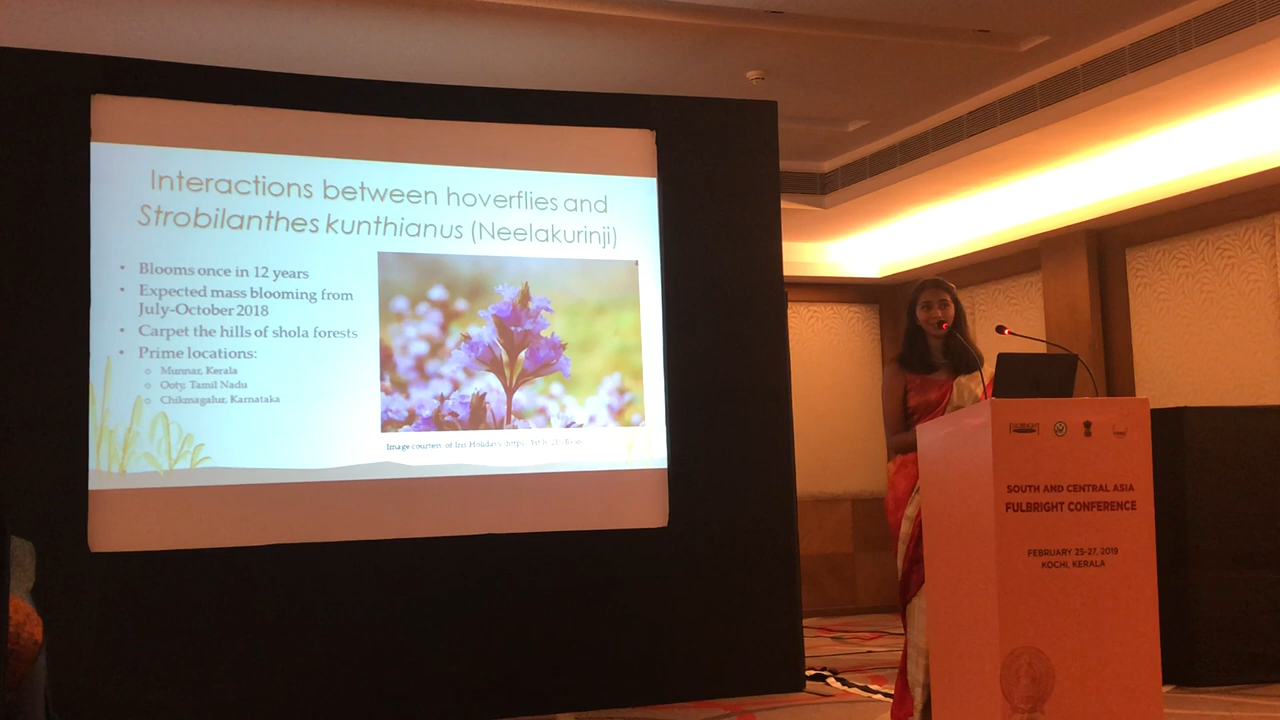 Interactions between hoverflies and
Strobilanthes kunthianus (Neelakurinji)
• Blooms once in 12 years
• Expected mass blooming from
July-October 2018
• Carpet the hills of shola forests
• Prime locations:
o Munnar, Kerala
o Ooty, Tamil Nadu
o Chikmagalur, Karnataka
Image courtesy of Iris Holidays
SOUTH AND CENTRAL ASIA
FULBRIGHT CONFERENCE
FEBRUARY 25-27, 2019
KOCHI, KERALA